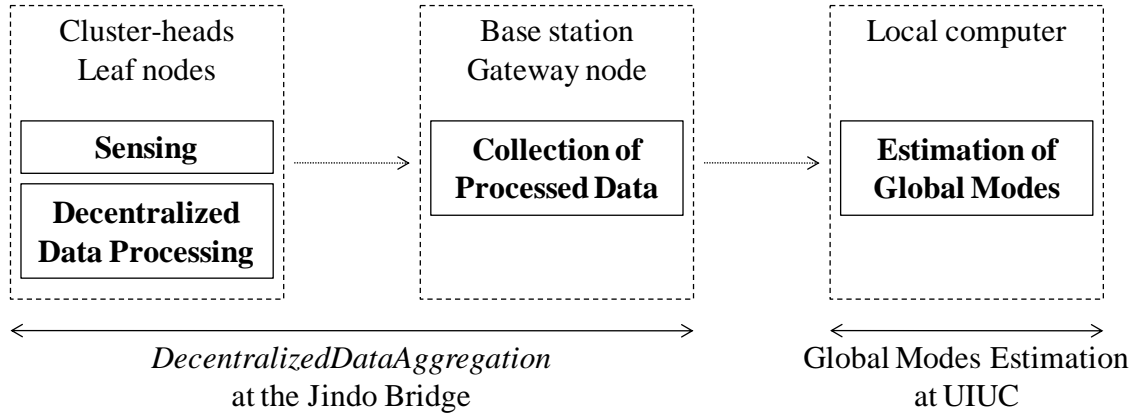 Cluster-heads
Leaf nodes
Sensing
Decentralized
Data Processing
Base station
Gateway node
Collection of
Processed Data
Local computer
Estimation of
Global Modes
DecentralizedDataAggregation
at the Jindo Bridge
Global Modes Estimation
at UIUC